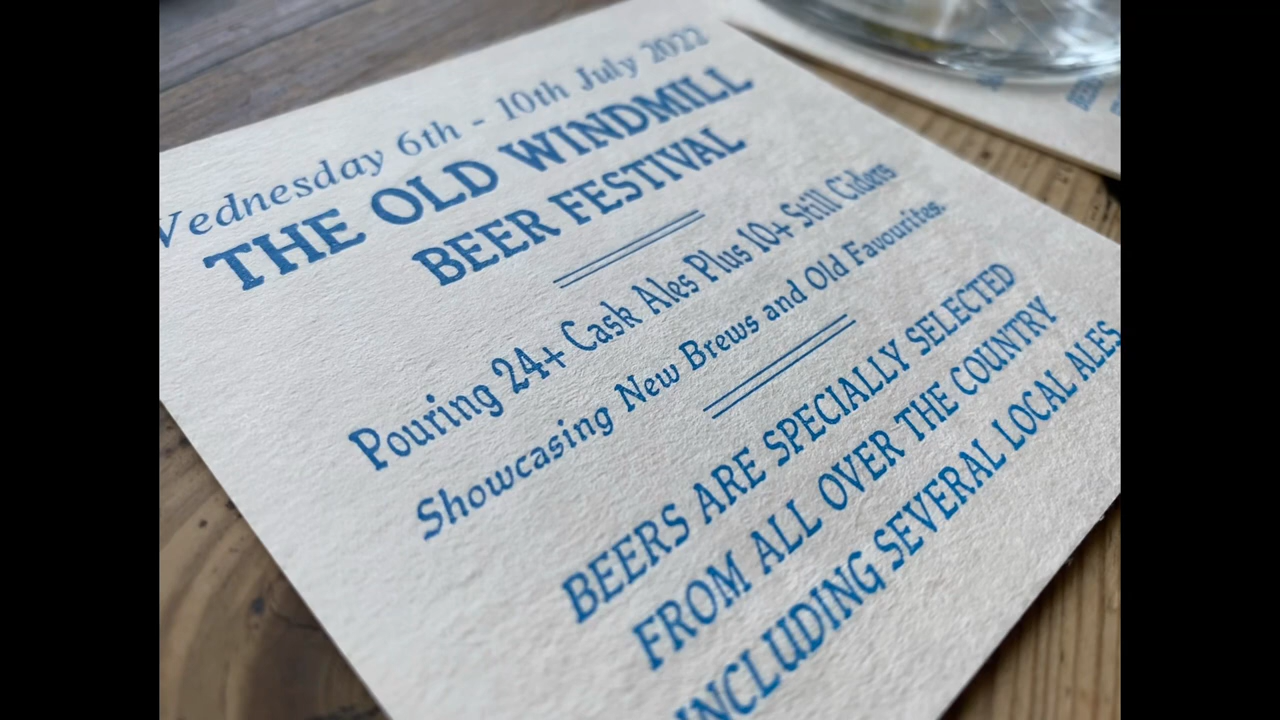 Wednesday 6th - 10th July 2022
THE OLD WINDMILL
BEER FESTIVAL
Pouring 24+ Cask Ales Plus 10+ Still Ciders
Showcasing New Brews and Old Favourites.
BEERS ARE SPECIALLY SELECTED
FROM ALL OVER THE COUNTRY
INCLUDING SEVERAL LOCAL ALES